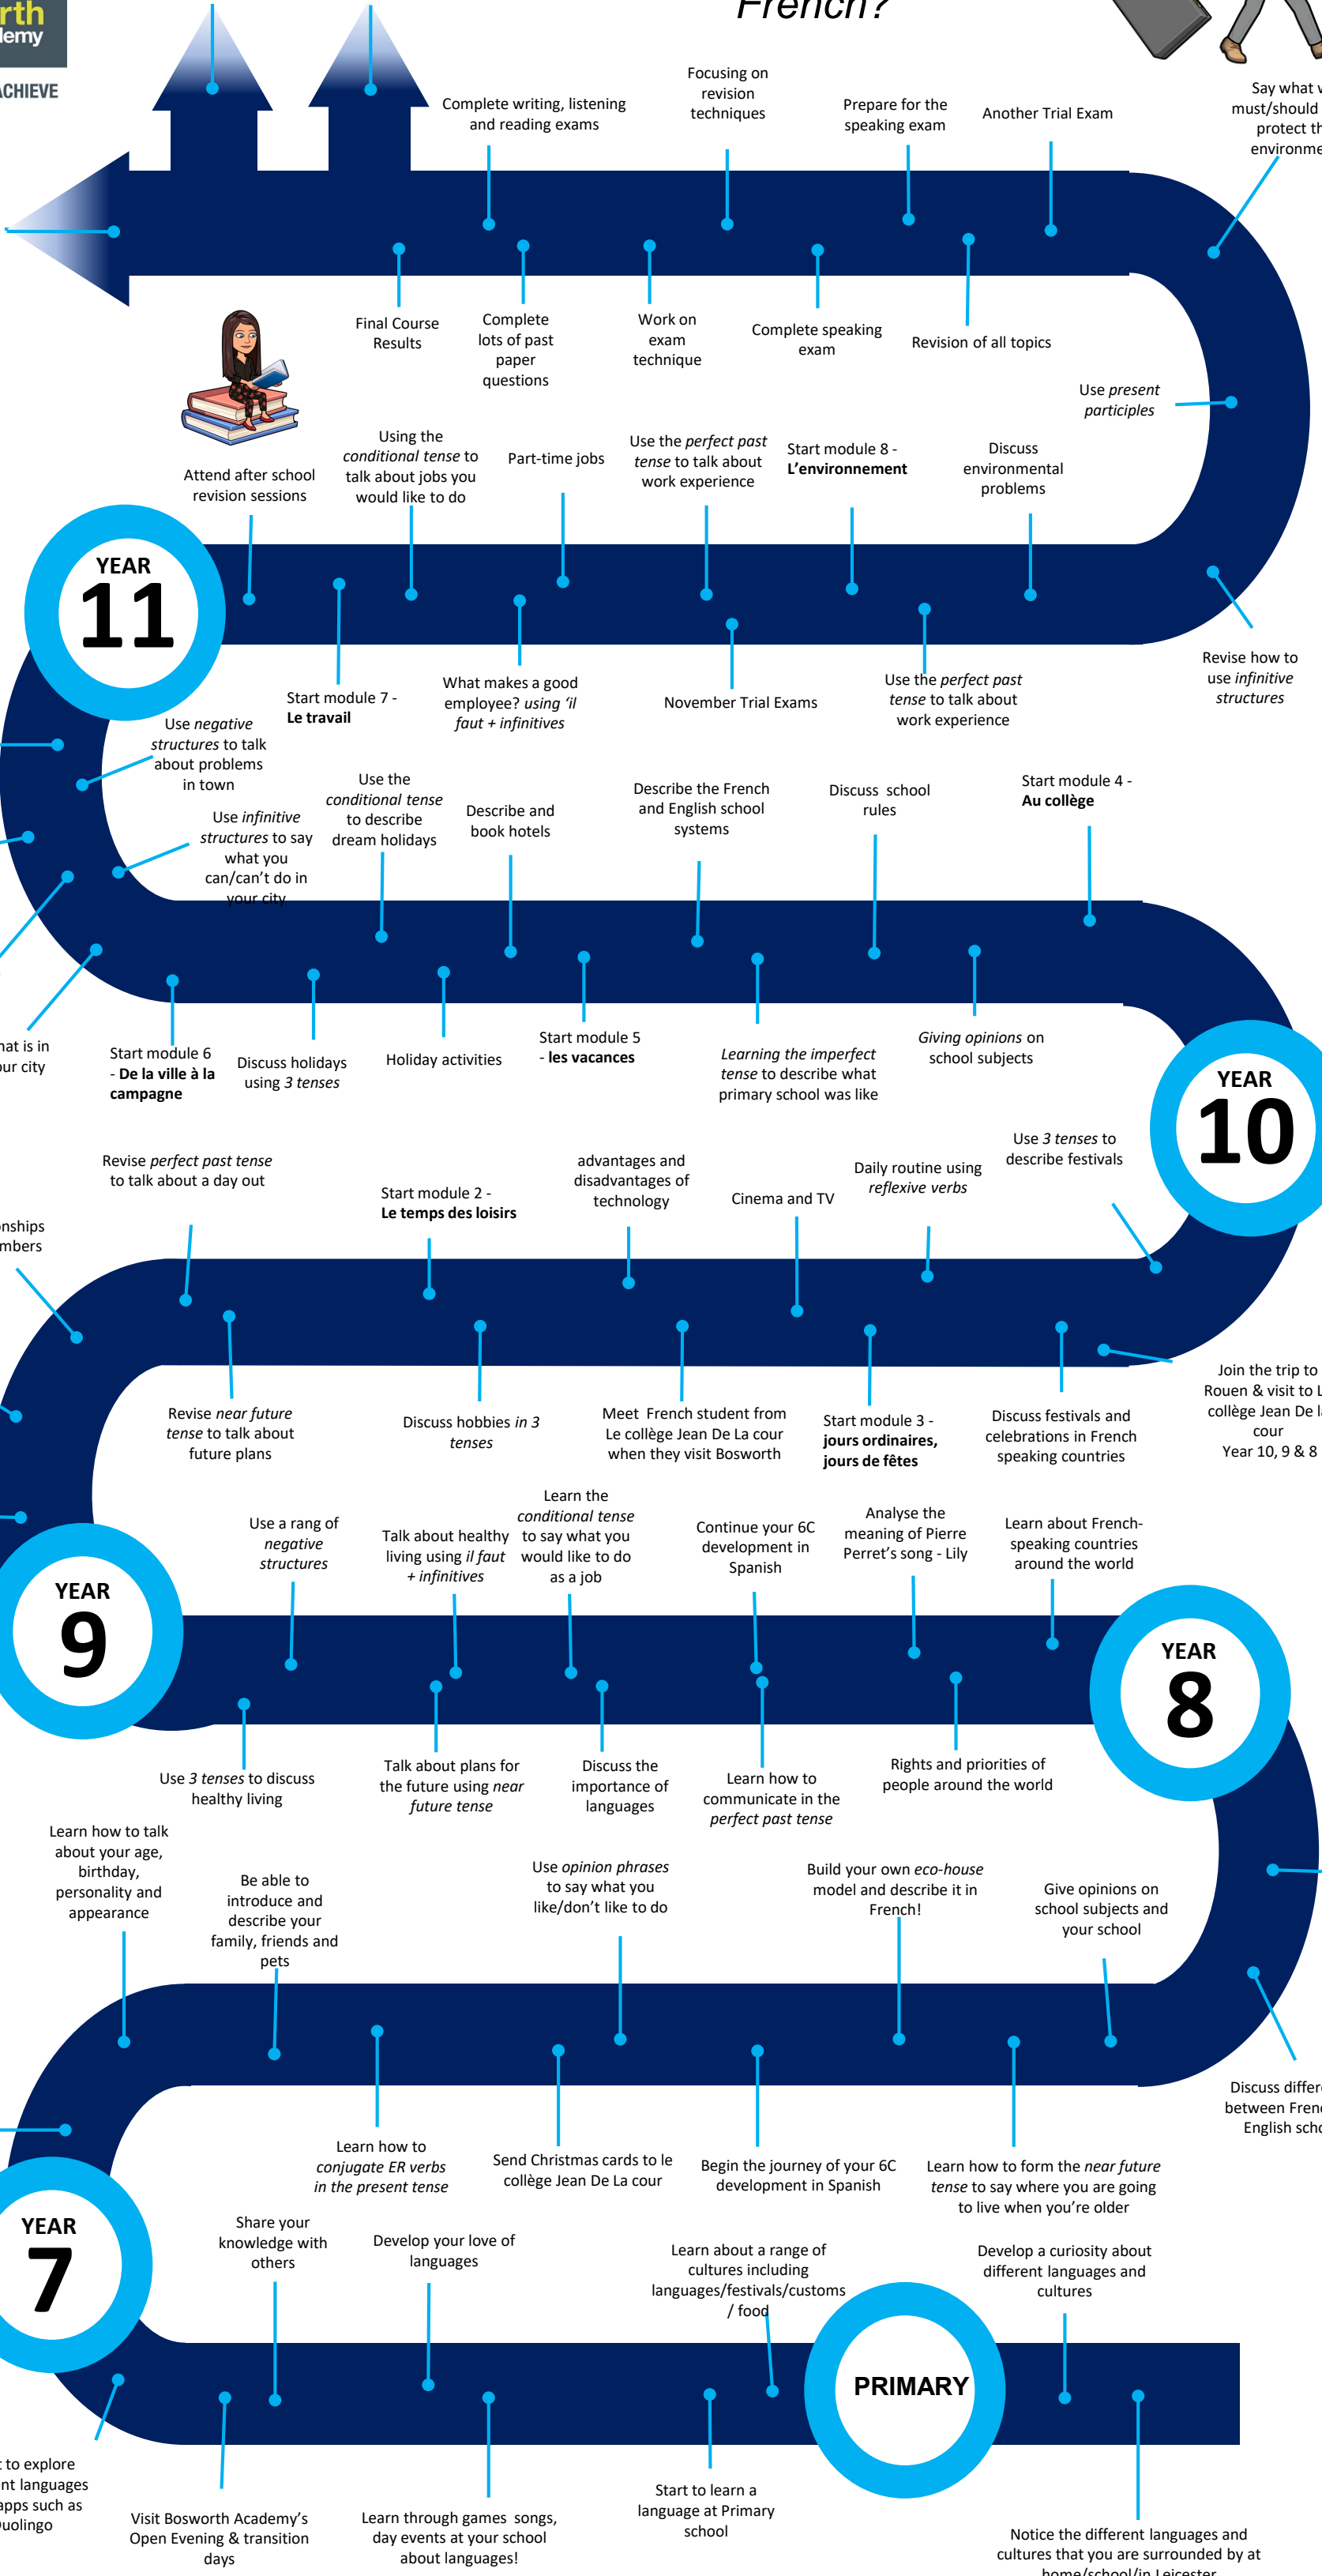 rth
demy
ACHIEVE
French?
Complete writing, listening
and reading exams
Focusing on
revision
techniques
Prepare for the
speaking exam
Another Trial Exam
Say what
must/should
protect
Final Course
Results
Complete
lots of past
paper
questions
Work on
exam
technique
Complete speaking
exam
Revision of all topics
Use present
participles
Attend after school
revision sessions
Using the
conditional tense to
talk about jobs you
would like to do
Part-time jobs
Use the perfect past
tense to talk about
work experience
Start module 8 -
L'environnement
Discuss
environmental
problems
YEAR
11
Start module 7 -
Le travail
What makes a good
employee? using 'il
faut + infinitives
November Trial Exams
Use the perfect past
tense to talk about
work experience
Revise how to
use infinitive
structures
Use negative
structures to talk
about problems
in town
Use infinitive
structures to say
what you
can/can't do in
your city
Use the
conditional tense
to describe
dream holidays
Describe and
book hotels
Describe the French
and English school
systems
Discuss school
rules
Start module 4 -
Au collège
is in
city
Start module 6
- De la ville à la
campagne
Discuss holidays
using 3 tenses
Holiday activities
Start module 5
- les vacances
Learning the imperfect
tense to describe what
primary school was like
Giving opinions on
school subjects
YEAR
10
Revise perfect past tense
to talk about a day out
Start module 2 -
Le temps des loisirs
advantages and
disadvantages of
technology
Cinema and TV
Daily routine using
reflexive verbs
Use 3 tenses to
describe festivals
nships
mbers
Revise near future
tense to talk about
future plans
Discuss hobbies in 3
tenses
Meet French student from
Le collège Jean De La cour
when they visit Bosworth
Start module 3 -
jours ordinaires,
jours de fêtes
Discuss festivals and
celebrations in French
speaking countries
Join the trip to
Rouen & visit to L
collège Jean De
cour
Year 10, 9 & 8
YEAR
9
Use a rang of
negative
structures
Talk about healthy
living using il faut
+ infinitives
Learn the
conditional tense
to say what you
would like to do
as a job
Continue your 6C
development in
Spanish
Analyse the
meaning of Pierre
Perret's song - Lily
Learn about French-
speaking countries
around the world
YEAR
8
Use 3 tenses to discuss
healthy living
Talk about plans for
the future using near
future tense
Discuss the
importance of
languages
Learn how to
communicate in the
perfect past tense
Rights and priorities of
people around the world
Learn how to talk
about your age,
birthday,
personality and
appearance
Be able to
introduce and
describe your
family, friends and
pets
Use opinion phrases
to say what you
like/don't like to do
Build your own eco-house
model and describe it in
French!
Give opinions on
school subjects and
your school
Learn how to
conjugate ER verbs
in the present tense
Send Christmas cards to le
collège Jean De La cour
Begin the journey of your 6C
development in Spanish
Learn how to form the near future
tense to say where you are going
to live when you're older
Discuss
between
English
YEAR
7
Share your
knowledge with
others
Develop your love of
languages
Learn about a range of
cultures including
languages/festivals/customs
/ food
PRIMARY
Develop a curiosity about
different languages and
cultures
to explore
languages
apps such as
Duolingo
Visit Bosworth Academy's
Open Evening & transition
days
Learn through games songs,
day events at your school
about languages!
Start to learn a
language at Primary
school
Notice the different languages and
cultures that you are surrounded by at
home/school/in Leicester